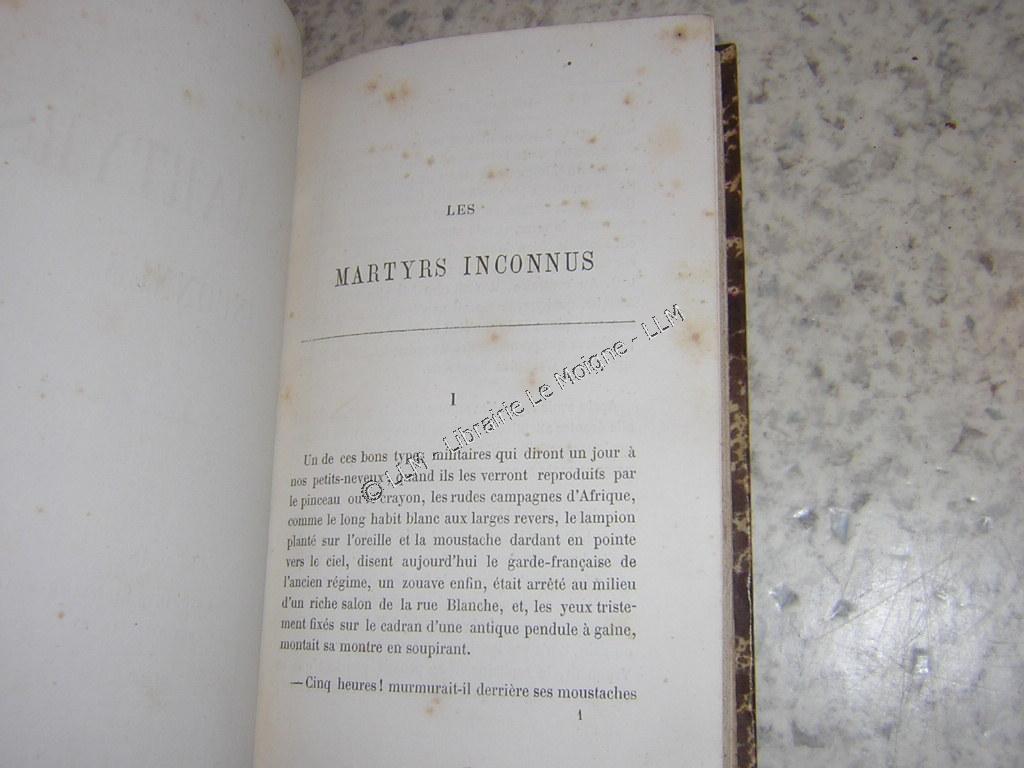 LES
MARTYRS INCONNUS
I
Un de ces bons types militaires qui diront un jour à
nos petits-neveux, quand ils les verront reproduits par
le pinceau ou le crayon, les rudes campagnes d'Afrique,
comme le long habit blanc aux larges revers, le lampion
planté sur l'oreille et la moustache dardant en pointe
vers le ciel, disent aujourd'hui le garde-française de
l'ancien régime, un zouave enfin, était arrêté au milieu
d'un riche salon de la rue Blanche, et, les yeux triste-
ment fixés sur le cadran d'une antique pendule à gaîne,
montait sa montre en soupirant.
—Cinq heures! murmurait-il derrière ses moustaches
1
© LLM - Librairie Le Moigne - LLM